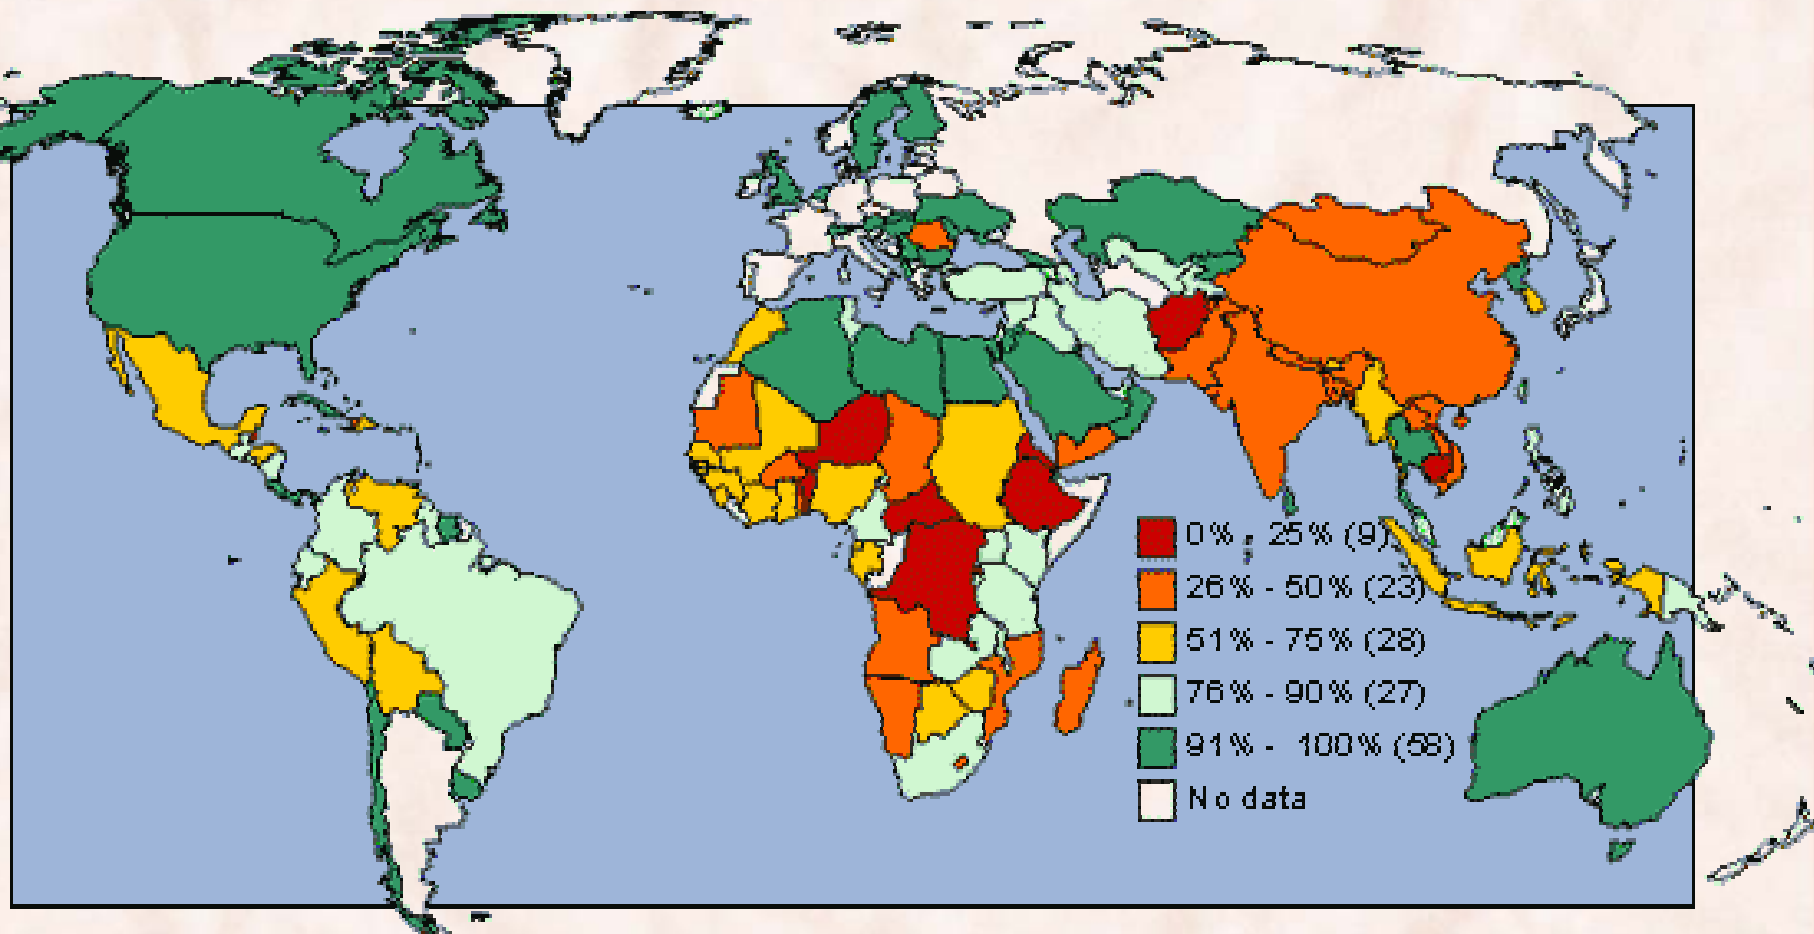 0% - 25% (9)
26% - 50% (23)
51% - 75% (28)
76% - 90% (27)
91% - 100% (58)
No data